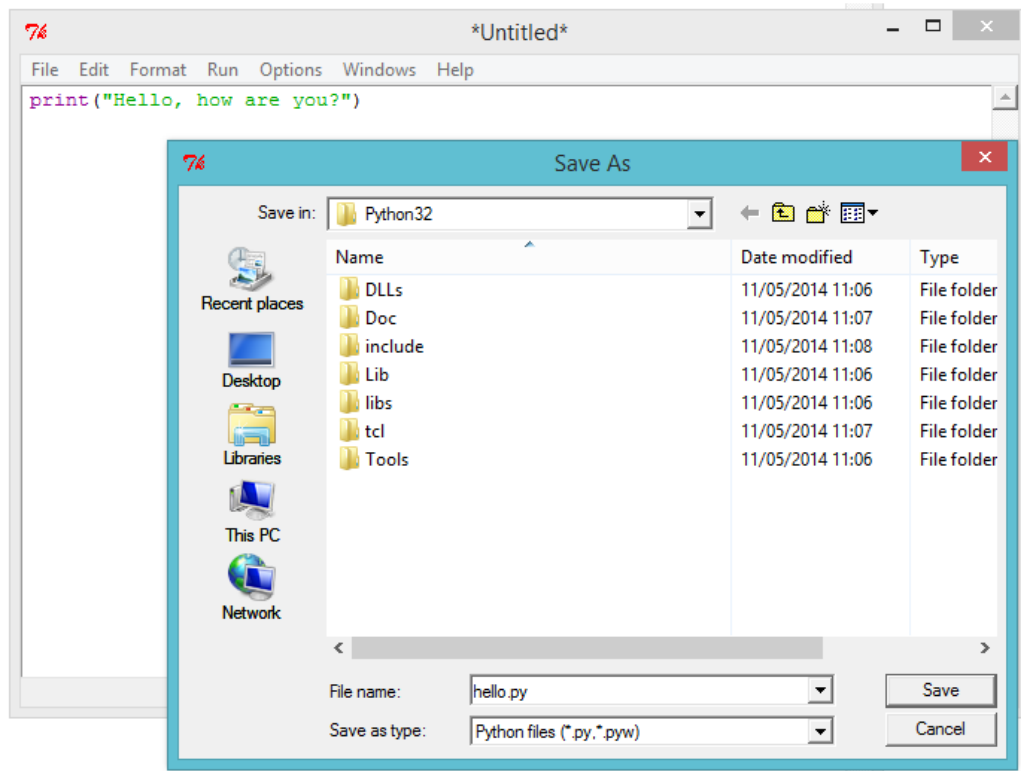 *Untitled*
File Edit Format Run Options Windows Help
print("Hello, how are you?")
Save As
Save in: Python32
Name Date modified Type
DLLs 11/05/2014 11:06 File folder
Doc 11/05/2014 11:07 File folder
include 11/05/2014 11:08 File folder
Lib 11/05/2014 11:06 File folder
libs 11/05/2014 11:06 File folder
tcl 11/05/2014 11:07 File folder
Tools 11/05/2014 11:06 File folder
Recent places
Desktop
Libraries
This PC
Network
File name: hello.py Save
Save as type: Python files (*.py,*.pyw) Cancel